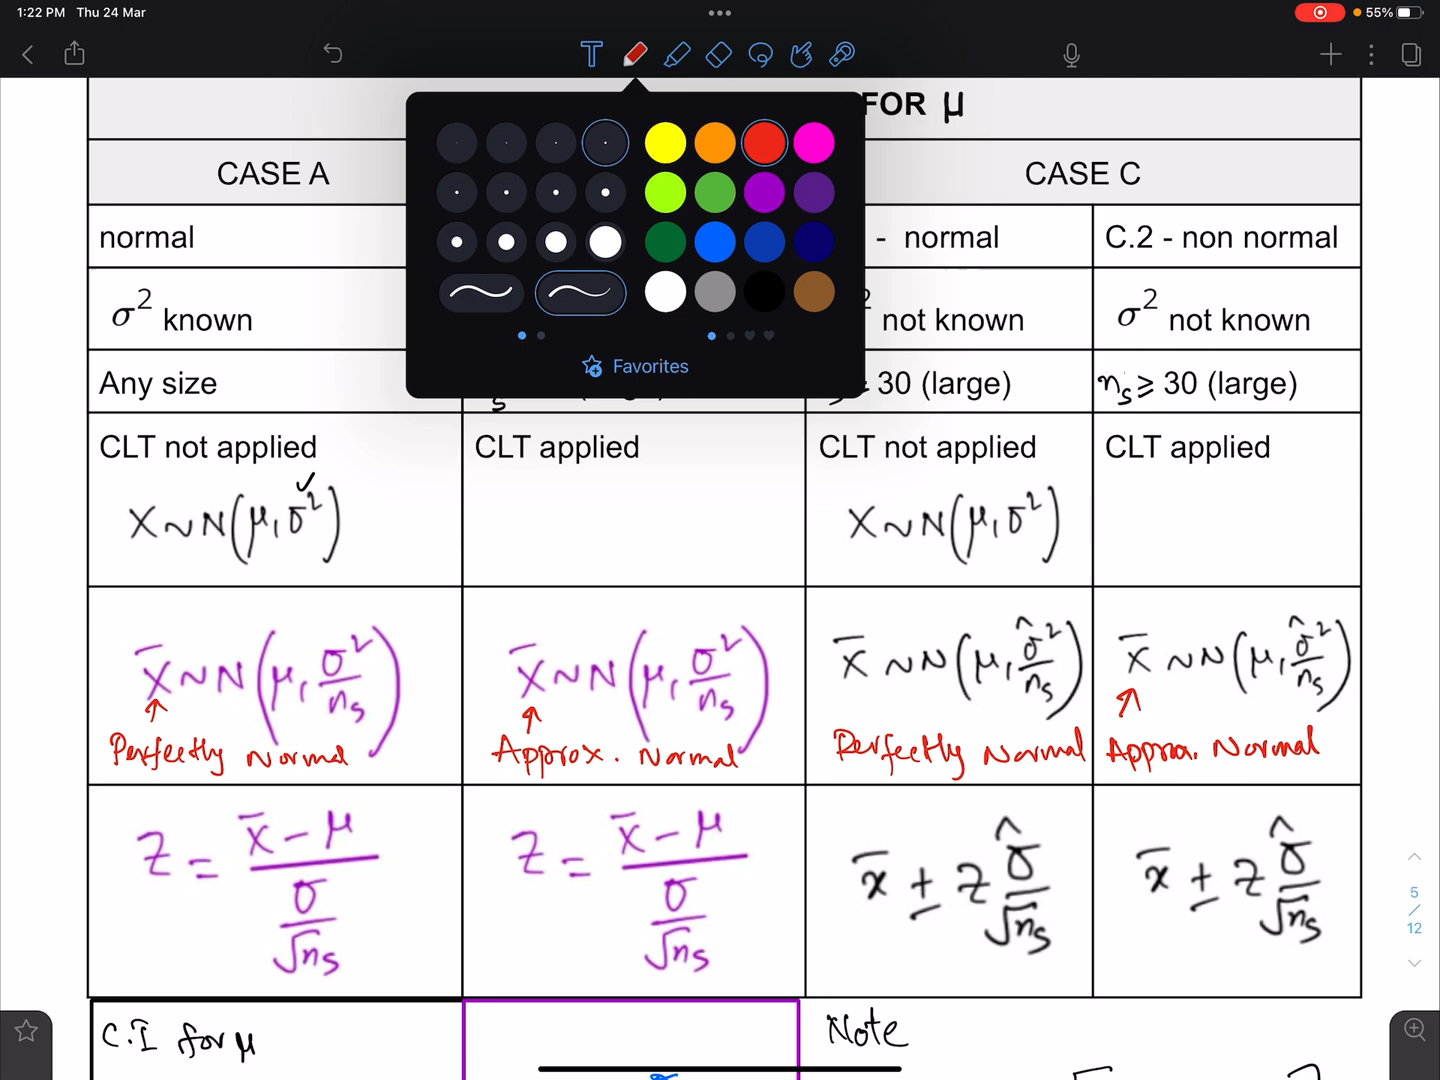 1:22 PM Thu 24 Mar
55%
FOR μ
CASE A
CASE C
normal
- normal
C.2 - non normal
σ² known
² not known
σ² not known
Any size
30 (large)
nₛ ⩾ 30 (large)
Favorites
CLT not applied
CLT applied
CLT not applied
CLT applied
X ~ N(μ, σ²) ✓
X ~ N(μ, σ²)
x̄ ~ N(μ, σ²/nₛ)
x̄ ~ N(μ, σ²/nₛ)
x̄ ~ N(μ, σ̂²/nₛ)
x̄ ~ N(μ, σ̂²/nₛ)
↑ ↑ ↑
Perfectly Normal
Approx. Normal
Perfectly Normal
Approx. Normal
Z = (x̄ - μ)/(σ/√nₛ)
Z = (x̄ - μ)/(σ/√nₛ)
x̄ ± z σ̂/√nₛ
x̄ ± z σ̂/√nₛ
5
/
12
C.I for μ
Note